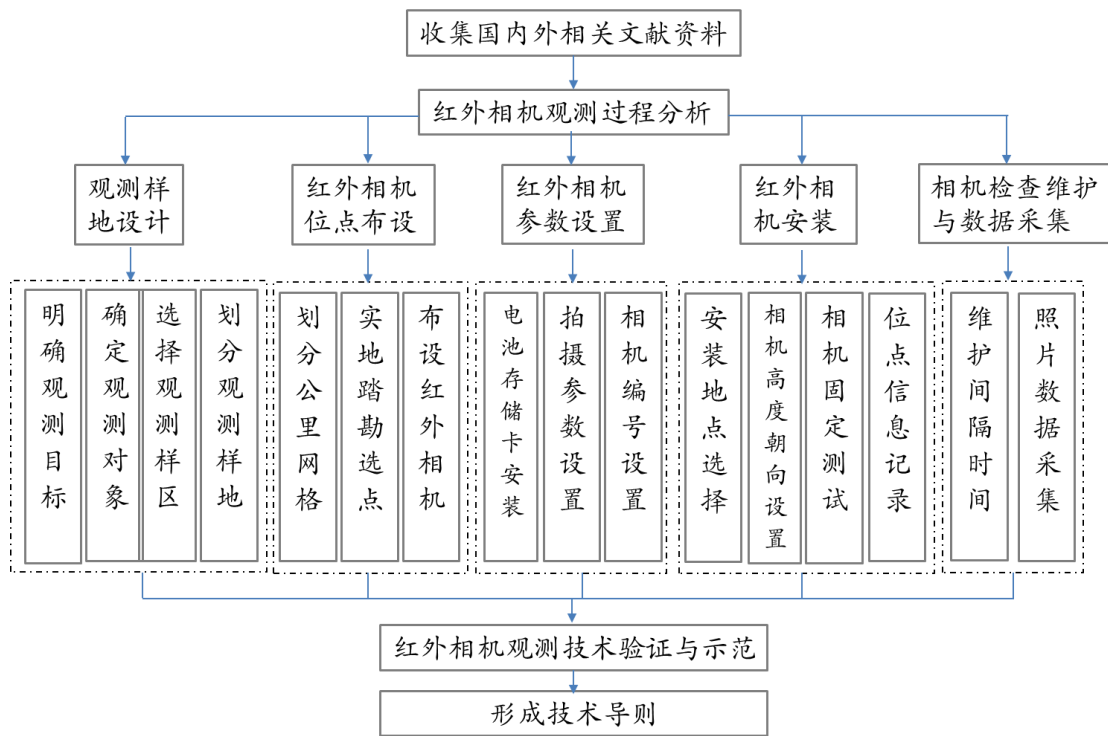 收集国内外相关文献资料
红外相机观测过程分析
观测样
地设计
红外相机
位点布设
红外相机
参数设置
红外相
机安装
相机检查维护
与数据采集
明确观测目标
确定观测对象
选择观测样区
划分观测样地
划分公里网格
实地踏勘选点
布设红外相机
电池存储卡安装
拍摄参数设置
相机编号设置
安装地点选择
相机高度朝向设置
相机固定测试
位点信息记录
维护间隔时间
照片数据采集
红外相机观测技术验证与示范
形成技术导则